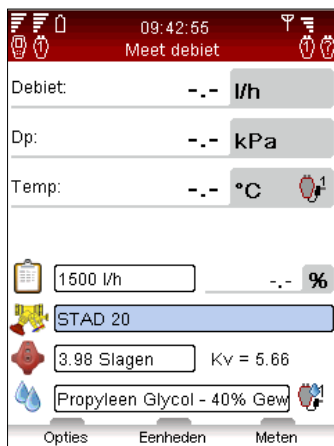 09:42:55
Meet debiet
Debiet: -.- l/h
Dp: -.- kPa
Temp: -.- °C 1
1500 l/h -.- %
STAD 20
3.98 Slagen Kv = 5.66
Propyleen Glycol - 40% Gew
Opties Eenheden Meten